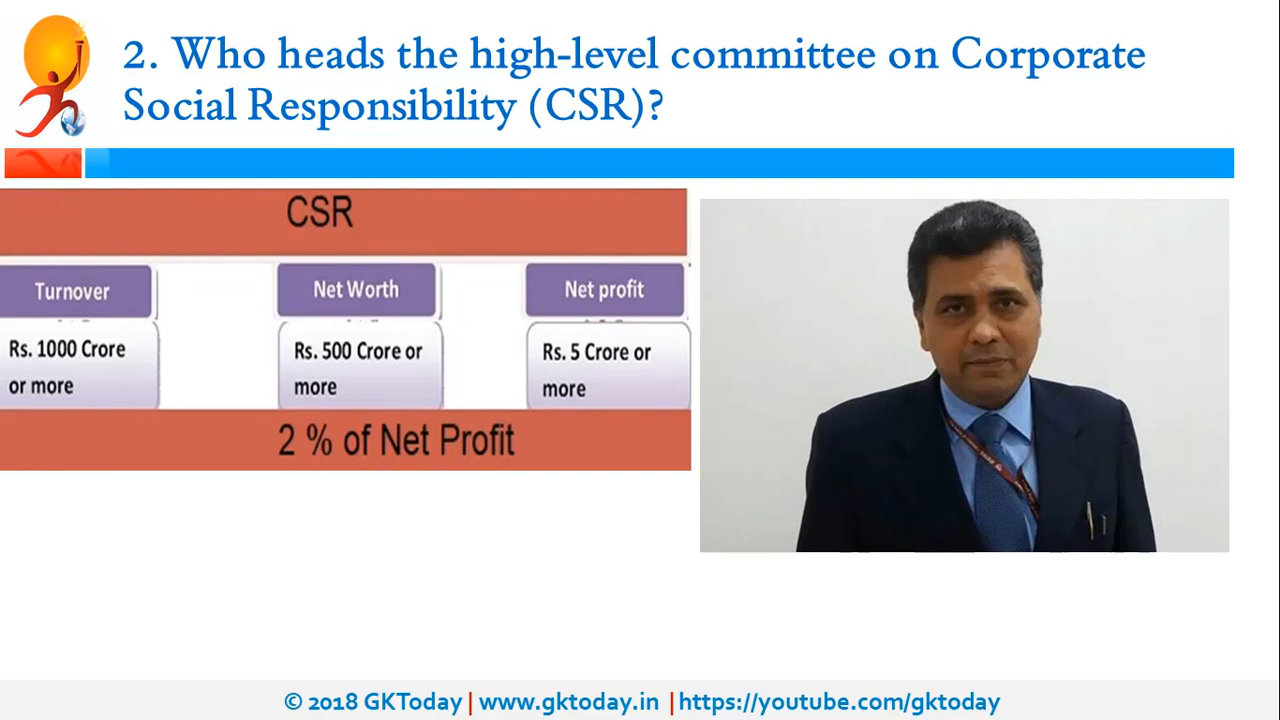 2. Who heads the high-level committee on Corporate
Social Responsibility (CSR)?
CSR
Turnover
Net Worth
Net profit
Rs. 1000 Crore
or more
Rs. 500 Crore or
more
Rs. 5 Crore or
more
2 % of Net Profit
© 2018 GKToday | www.gktoday.in | https://youtube.com/gktoday